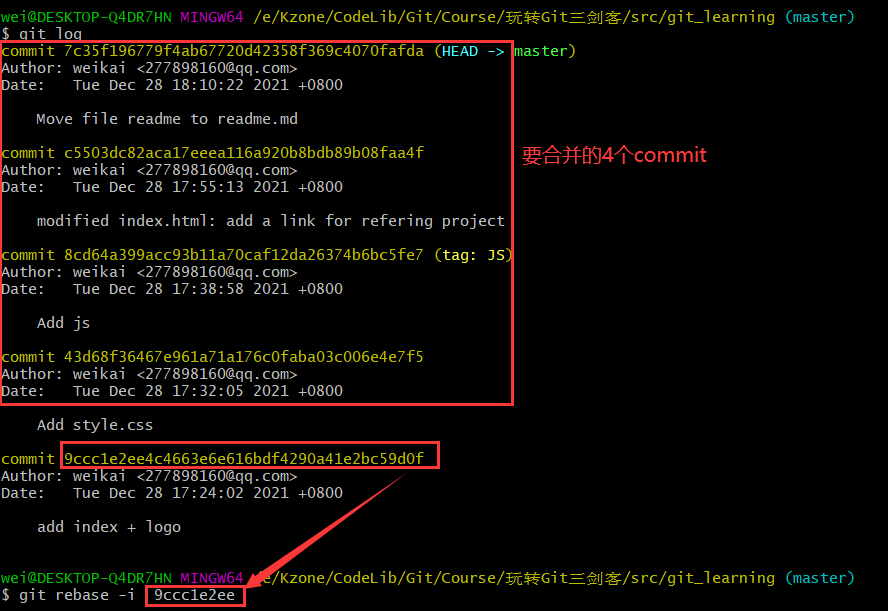 wei@DESKTOP-Q4DR7HN MINGW64 /e/Kzone/CodeLib/Git/Course/玩转Git三剑客/src/git_learning (master)
$ git log
commit 7c35f196779f4ab67720d42358f369c4070fafda (HEAD -> master)
Author: weikai <277898160@qq.com>
Date:   Tue Dec 28 18:10:22 2021 +0800
Move file readme to readme.md
commit c5503dc82aca17eeea116a920b8bdb89b08faa4f
要合并的4个commit
Author: weikai <277898160@qq.com>
Date:   Tue Dec 28 17:55:13 2021 +0800
modified index.html: add a link for refering project
commit 8cd64a399acc93b11a70caf12da26374b6bc5fe7 (tag: JS)
Author: weikai <277898160@qq.com>
Date:   Tue Dec 28 17:38:58 2021 +0800
Add js
commit 43d68f36467e961a71a176c0faba03c006e4e7f5
Author: weikai <277898160@qq.com>
Date:   Tue Dec 28 17:32:05 2021 +0800
Add style.css
commit 9ccc1e2ee4c4663e6e616bdf4290a41e2bc59d0f
Author: weikai <277898160@qq.com>
Date:   Tue Dec 28 17:24:02 2021 +0800
add index + logo
wei@DESKTOP-Q4DR7HN MINGW64 /e/Kzone/CodeLib/Git/Course/玩转Git三剑客/src/git_learning (master)
$ git rebase -i 9ccc1e2ee